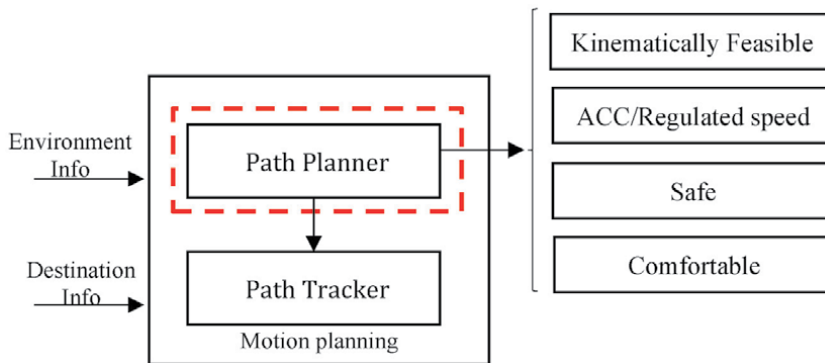 Environment
Info
Destination
Info
Path Planner
Path Tracker
Motion planning
Kinematically Feasible
ACC/Regulated speed
Safe
Comfortable